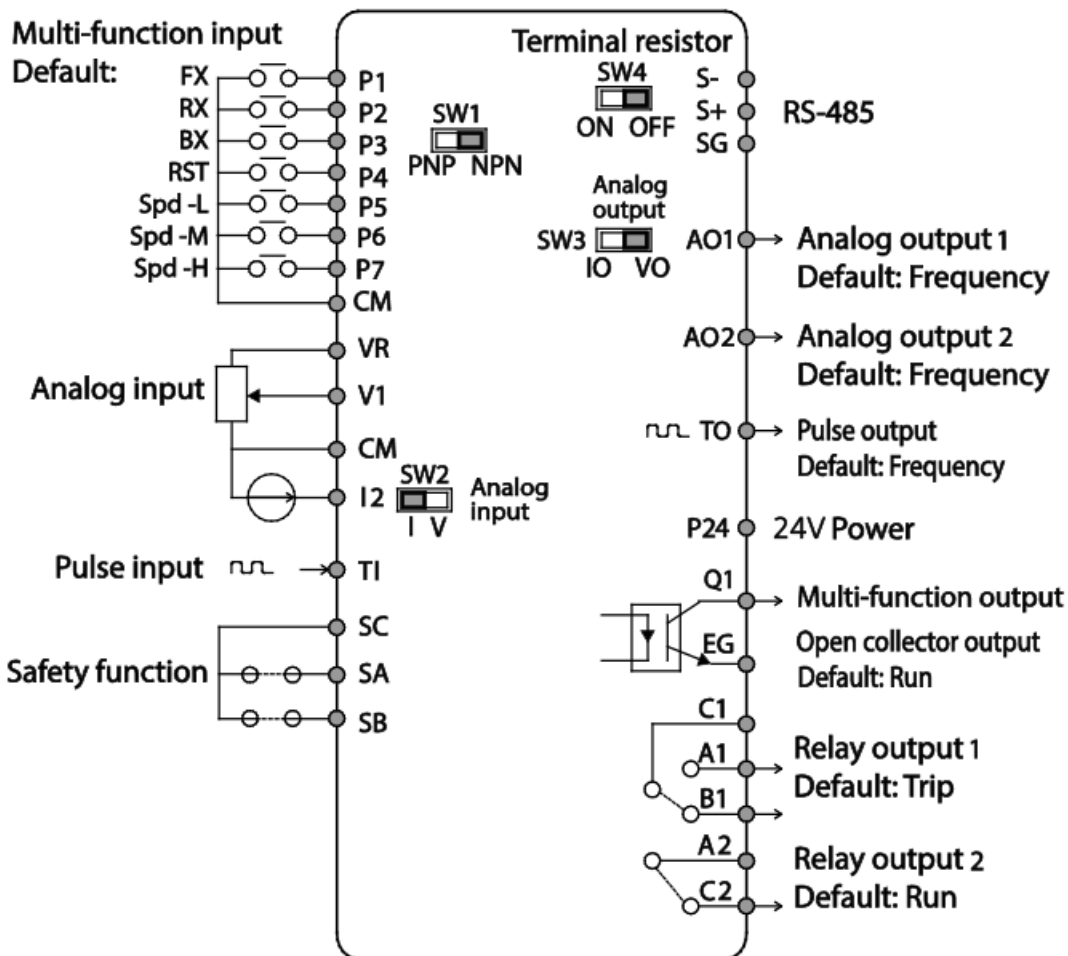 Multi-function input
Default:
FX
P1
RX
P2
BX
P3
RST
P4
Spd -L
P5
Spd -M
P6
Spd -H
P7
CM
SW1
PNP NPN
VR
Analog input
V1
CM
I2
SW2
I V
Analog
input
Pulse input
TI
SC
Safety function
SA
SB
Terminal resistor
SW4
ON OFF
S-
S+
SG
RS-485
Analog
output
SW3
IO VO
AO1
Analog output 1
Default: Frequency
AO2
Analog output 2
Default: Frequency
TO
Pulse output
Default: Frequency
P24
24V Power
Q1
Multi-function output
EG
Open collector output
Default: Run
C1
A1
Relay output 1
B1
Default: Trip
A2
Relay output 2
C2
Default: Run